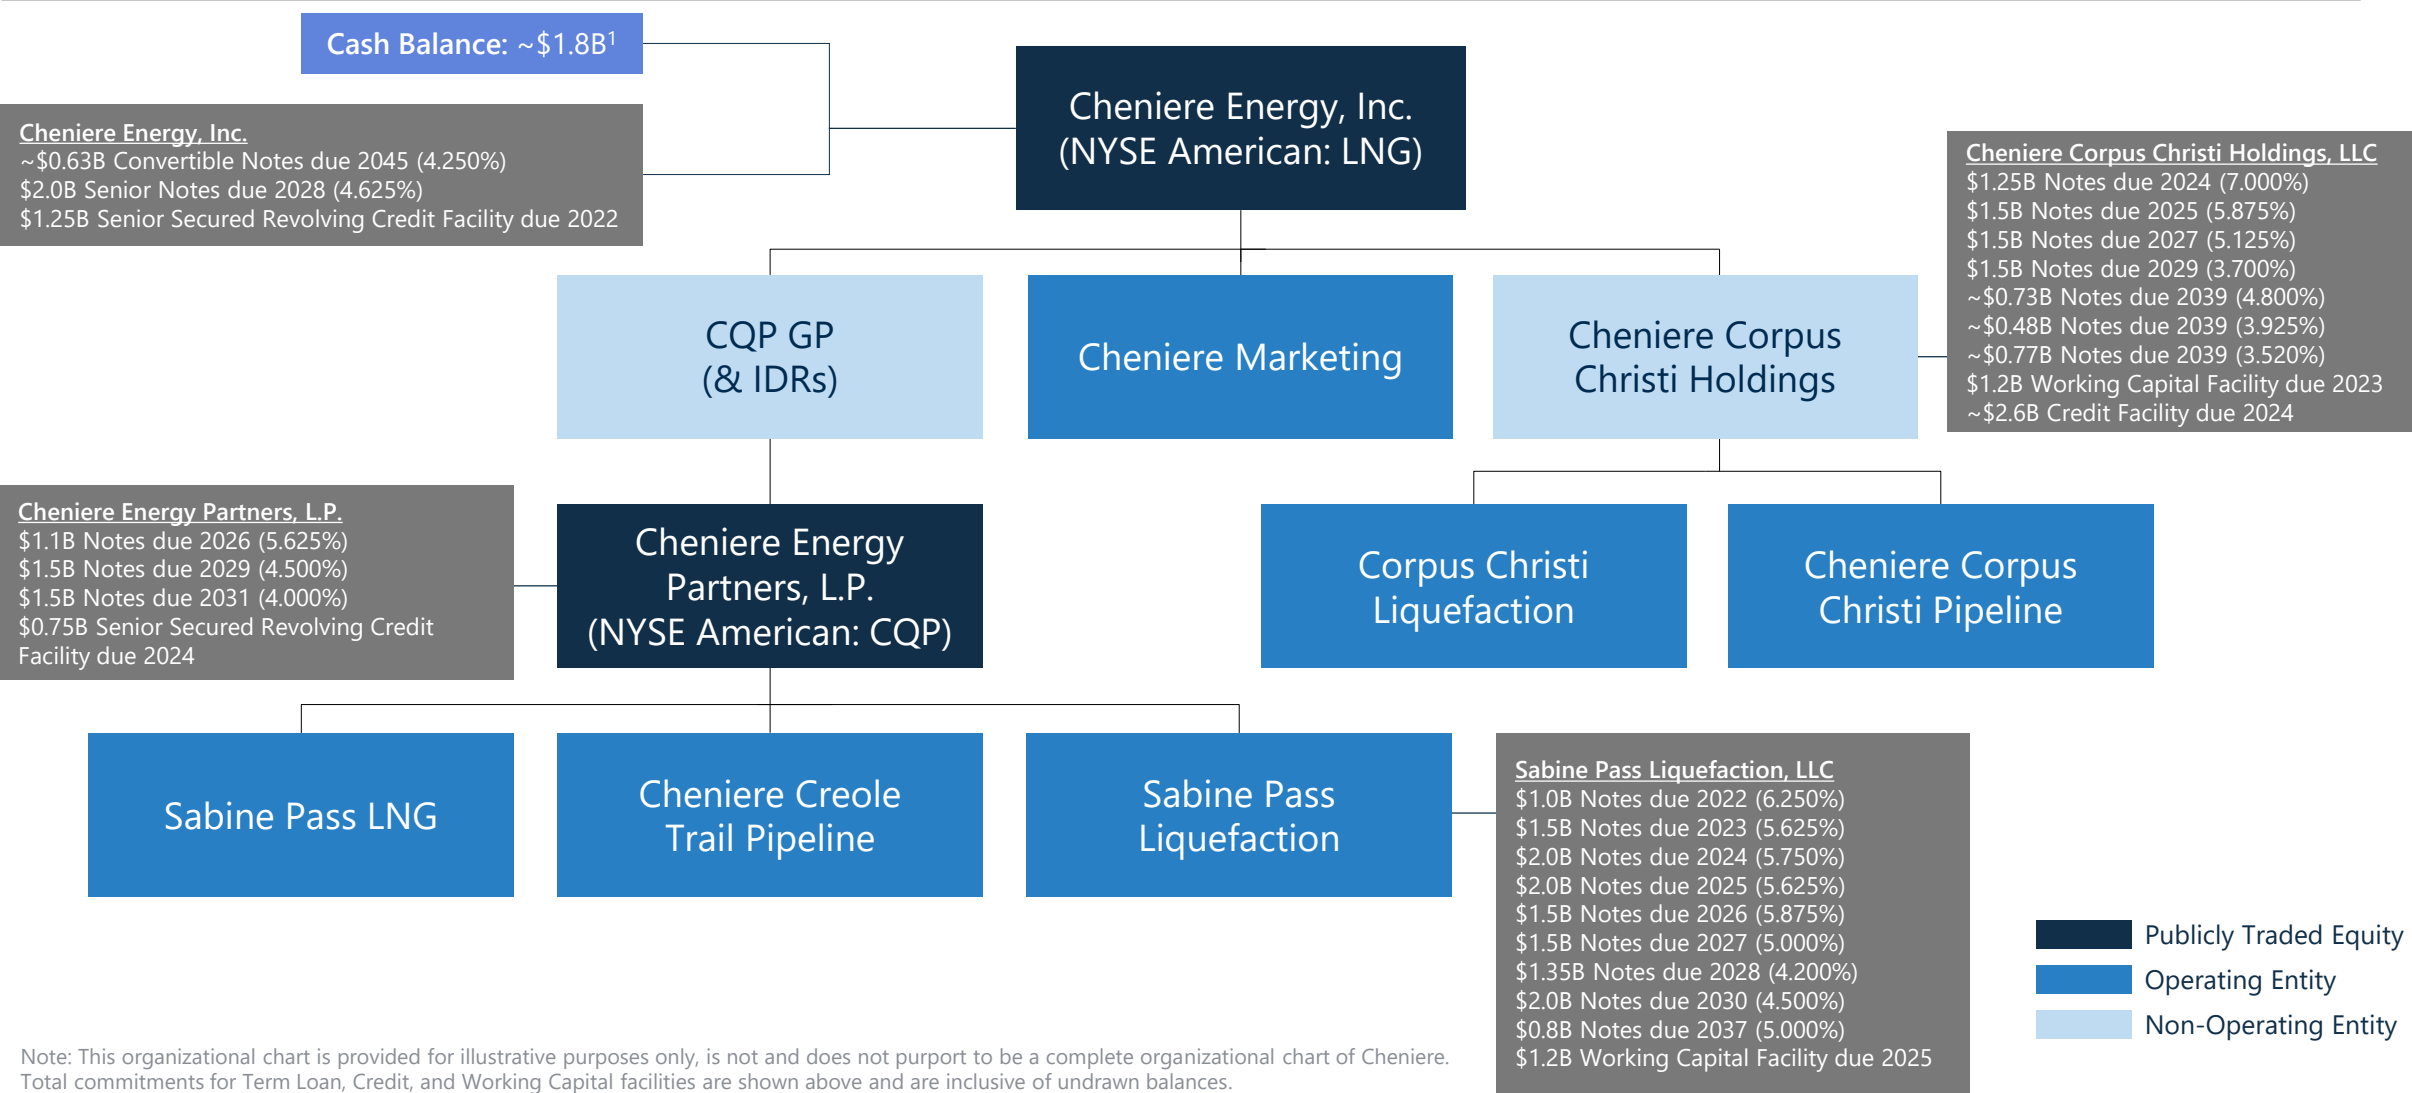 Cash Balance: ~$1.8B1
Cheniere Energy, Inc.
(NYSE American: LNG)
Cheniere Energy, Inc.
~$0.63B Convertible Notes due 2045 (4.250%)
$2.0B Senior Notes due 2028 (4.625%)
$1.25B Senior Secured Revolving Credit Facility due 2022
Cheniere Corpus Christi Holdings, LLC
$1.25B Notes due 2024 (7.000%)
$1.5B Notes due 2025 (5.875%)
$1.5B Notes due 2027 (5.125%)
$1.5B Notes due 2029 (3.700%)
~$0.73B Notes due 2039 (4.800%)
~$0.48B Notes due 2039 (3.925%)
~$0.77B Notes due 2039 (3.520%)
$1.2B Working Capital Facility due 2023
~$2.6B Credit Facility due 2024
CQP GP
(& IDRs)
Cheniere Marketing
Cheniere Corpus
Christi Holdings
Cheniere Energy Partners, L.P.
$1.1B Notes due 2026 (5.625%)
$1.5B Notes due 2029 (4.500%)
$1.5B Notes due 2031 (4.000%)
$0.75B Senior Secured Revolving Credit
Facility due 2024
Cheniere Energy
Partners, L.P.
(NYSE American: CQP)
Corpus Christi
Liquefaction
Cheniere Corpus
Christi Pipeline
Sabine Pass LNG
Cheniere Creole
Trail Pipeline
Sabine Pass
Liquefaction
Sabine Pass Liquefaction, LLC
$1.0B Notes due 2022 (6.250%)
$1.5B Notes due 2023 (5.625%)
$2.0B Notes due 2024 (5.750%)
$2.0B Notes due 2025 (5.625%)
$1.5B Notes due 2026 (5.875%)
$1.5B Notes due 2027 (5.000%)
$1.35B Notes due 2028 (4.200%)
$2.0B Notes due 2030 (4.500%)
$0.8B Notes due 2037 (5.000%)
$1.2B Working Capital Facility due 2025
Publicly Traded Equity
Operating Entity
Non-Operating Entity
Note: This organizational chart is provided for illustrative purposes only, is not and does not purport to be a complete organizational chart of Cheniere.
Total commitments for Term Loan, Credit, and Working Capital facilities are shown above and are inclusive of undrawn balances.